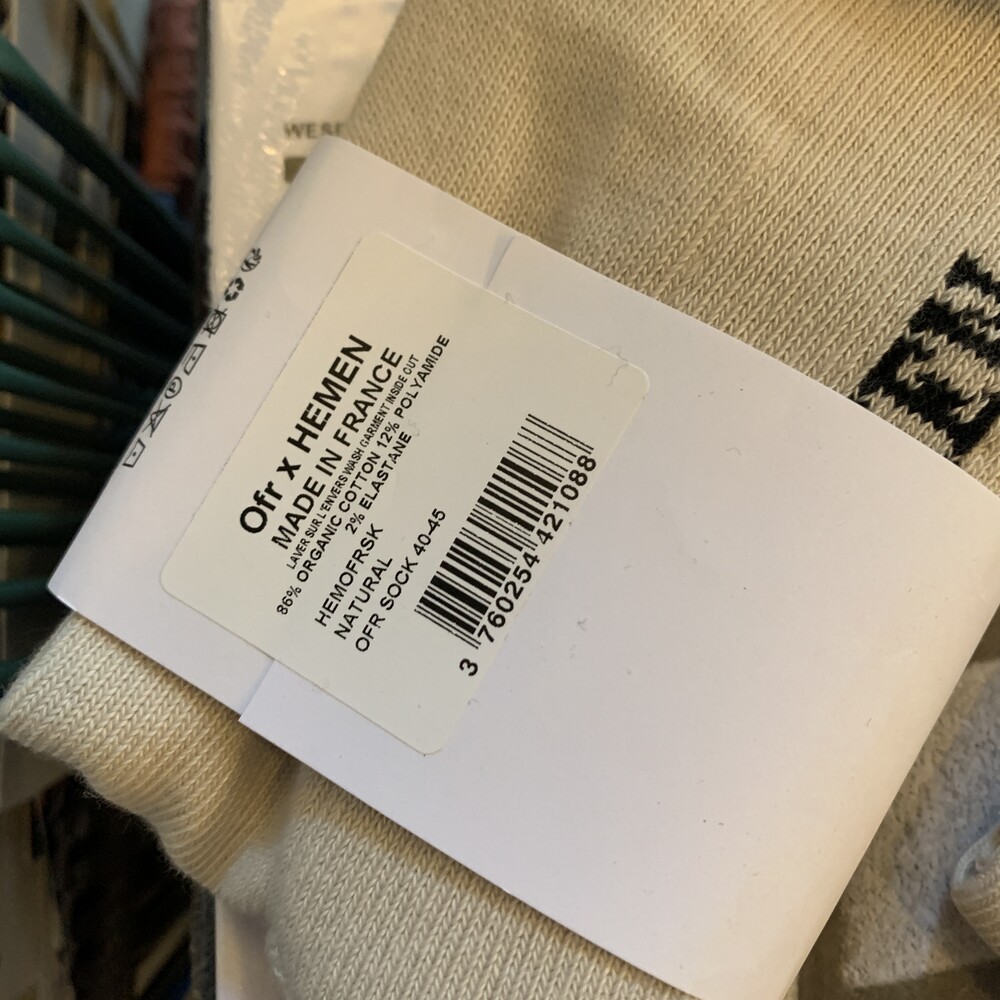 Ofr x HEMEN
MADE IN FRANCE
LAVER SUR L'ENVERS WASH GARMENT INSIDE OUT
86% ORGANIC COTTON 12% POLYAMIDE
2% ELASTANE
HEMOFRSK
NATURAL
OFR SOCK 40-45
3 760254 421088